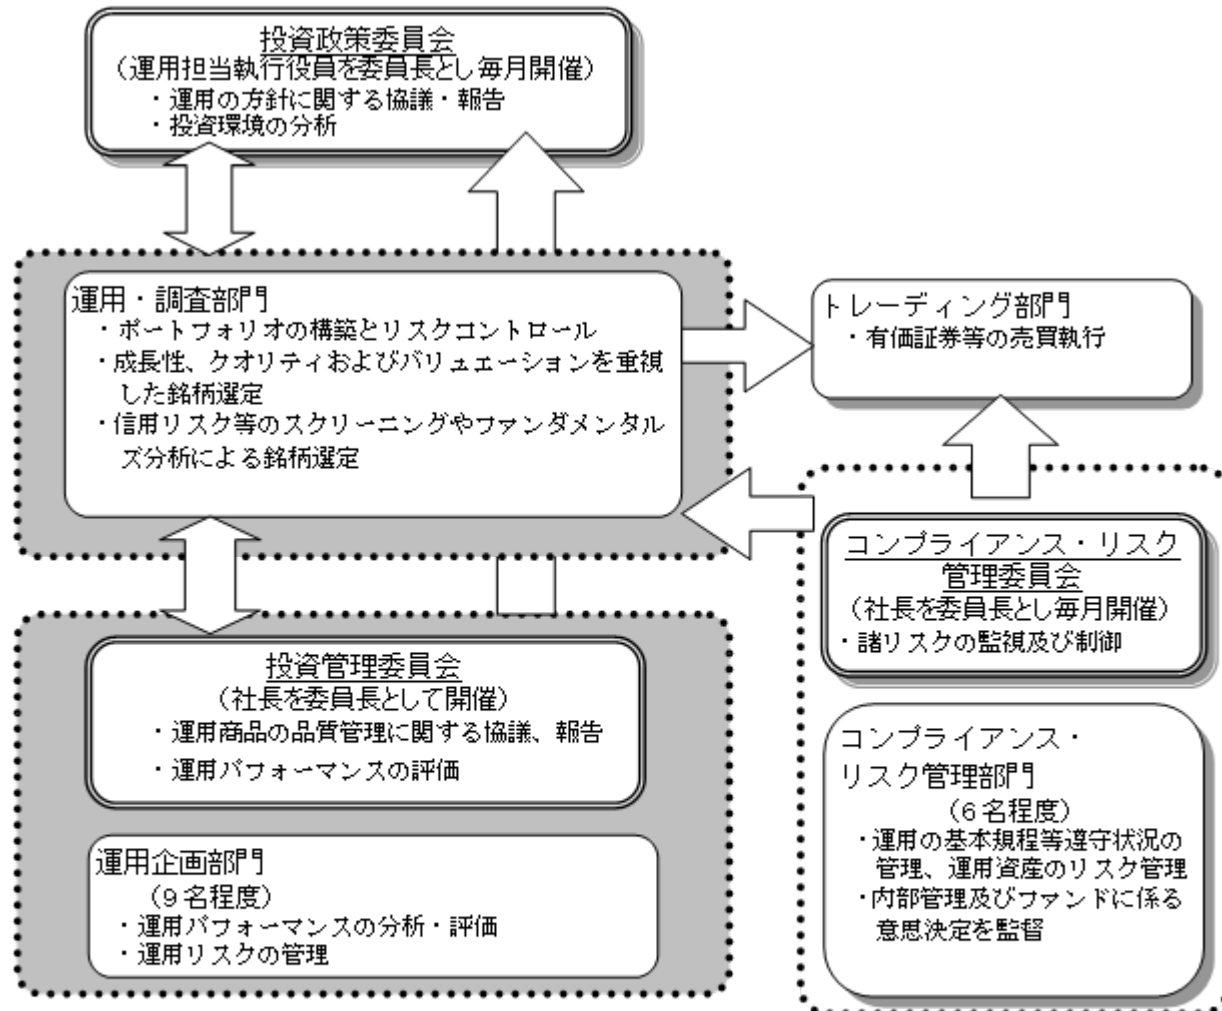 投資政策委員会
（運用担当執行役員を委員長とし毎月開催）
・運用の方針に関する協議・報告
・投資環境の分析
運用・調査部門
・ポートフォリオの構築とリスクコントロール
・成長性、クオリティおよびバリュエーションを重視
した銘柄選定
・信用リスク等のスクリーニングやファンダメンタル
ズ分析による銘柄選定
トレーディング部門
・有価証券等の売買執行
投資管理委員会
（社長を委員長として開催）
・運用商品の品質管理に関する協議、報告
・運用パフォーマンスの評価
運用企画部門
（９名程度）
・運用パフォーマンスの分析・評価
・運用リスクの管理
コンプライアンス・リスク
管理委員会
（社長を委員長とし毎月開催）
・諸リスクの監視及び制御
コンプライアンス・
リスク管理部門
（６名程度）
・運用の基本規程等遵守状況の
管理、運用資産のリスク管理
・内部管理及びファンドに係る
意思決定を監督